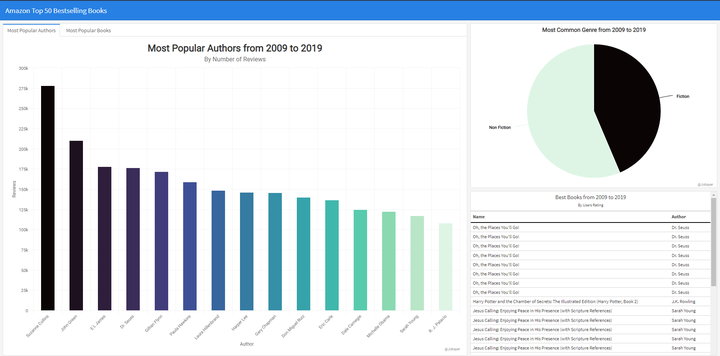 Amazon Top 50 Bestselling Books
Most Popular Authors
Most Popular Books
Most Popular Authors from 2009 to 2019
By Number of Reviews
300k
275k
250k
225k
200k
175k
150k
125k
100k
75k
50k
25k
0k
Reviews
Suzanne Collins
John Green
E L James
Dr. Seuss
Gillian Flynn
Paula Hawkins
Laura Hillenbrand
Harper Lee
Gary Chapman
Don Miguel Ruiz
Eric Carle
Dale Carnegie
Michelle Obama
Sarah Young
R. J. Palacio
Author
Most Common Genre from 2009 to 2019
Fiction
Non Fiction
Best Books from 2009 to 2019
By Users Rating
Name Author
Oh, the Places You'll Go! Dr. Seuss
Oh, the Places You'll Go! Dr. Seuss
Oh, the Places You'll Go! Dr. Seuss
Oh, the Places You'll Go! Dr. Seuss
Oh, the Places You'll Go! Dr. Seuss
Oh, the Places You'll Go! Dr. Seuss
Oh, the Places You'll Go! Dr. Seuss
Oh, the Places You'll Go! Dr. Seuss
Harry Potter and the Chamber of Secrets: The Illustrated Edition (Harry Potter, Book 2) J.K. Rowling
Jesus Calling: Enjoying Peace in His Presence (with Scripture References) Sarah Young
Jesus Calling: Enjoying Peace in His Presence (with Scripture References) Sarah Young
Jesus Calling: Enjoying Peace in His Presence (with Scripture References) Sarah Young
Jesus Calling: Enjoying Peace in His Presence (with Scripture References) Sarah Young
Jesus Calling: Enjoying Peace in His Presence (with Scripture References) Sarah Young